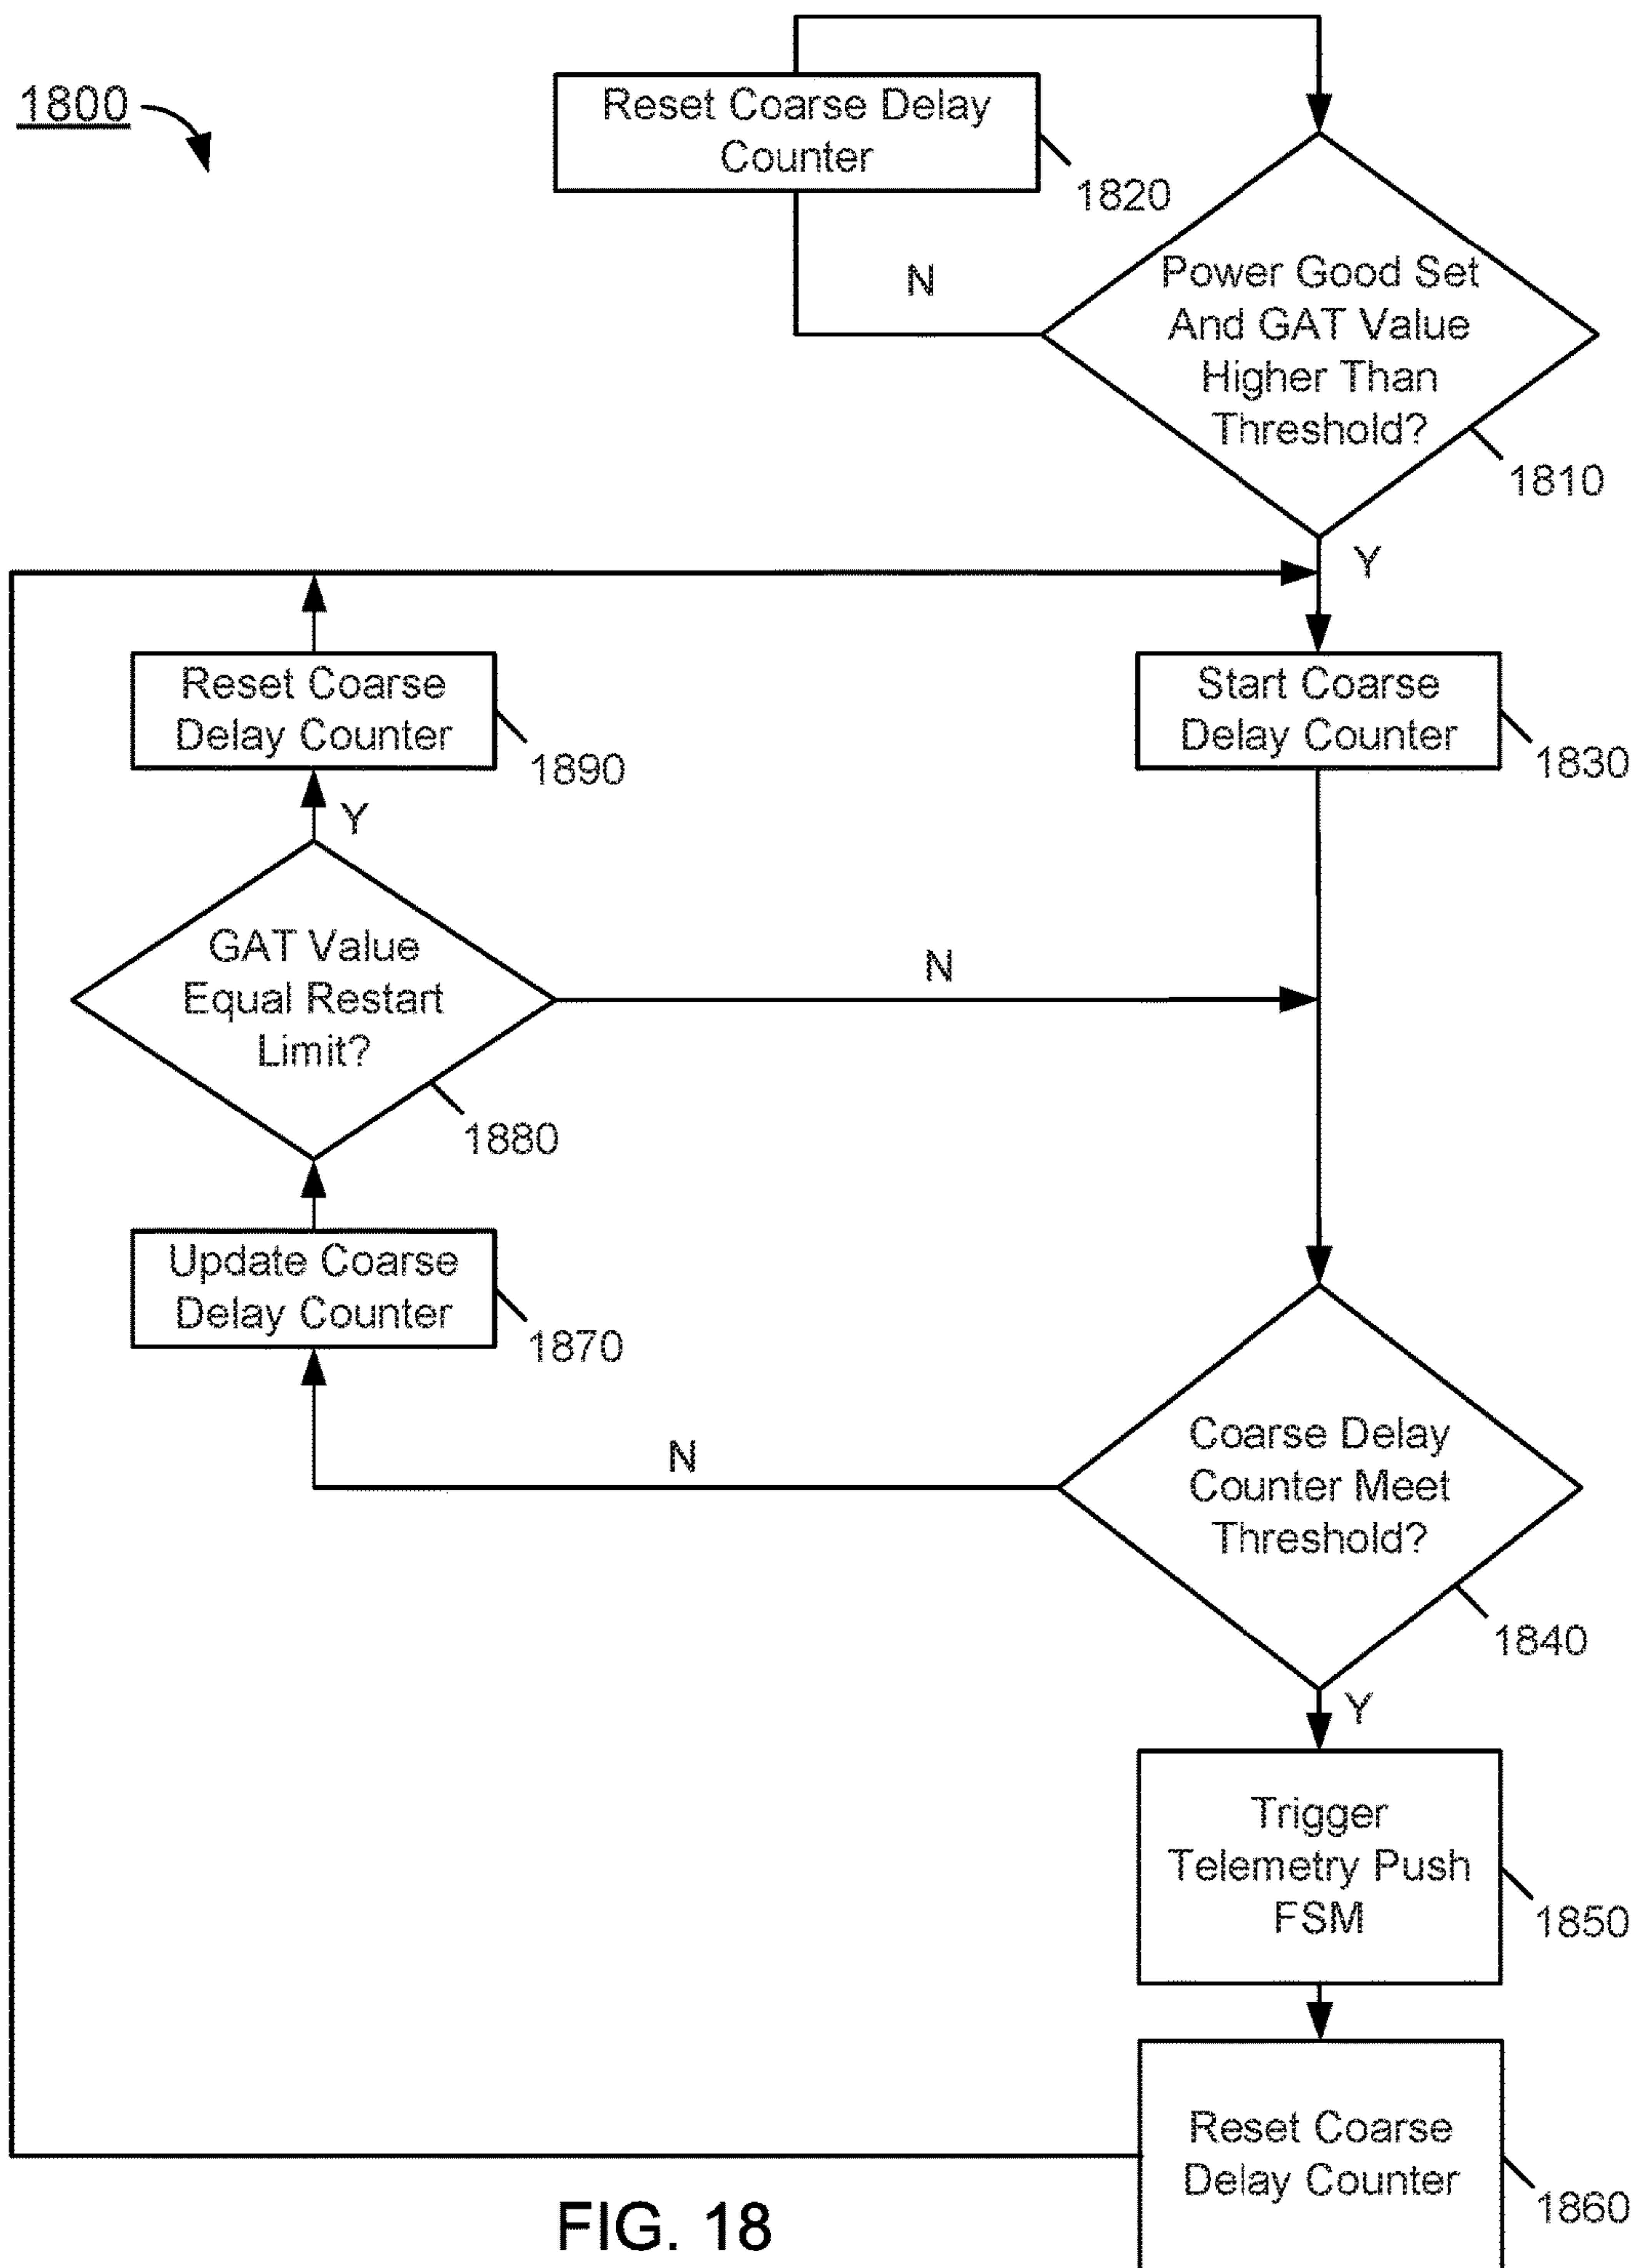 1800
Reset Coarse Delay
Counter
1820
N
Power Good Set
And GAT Value
Higher Than
Threshold?
1810
Y
Reset Coarse
Delay Counter
1890
Start Coarse
Delay Counter
1830
Y
GAT Value
Equal Restart
Limit?
1880
N
Update Coarse
Delay Counter
1870
N
Coarse Delay
Counter Meet
Threshold?
1840
Y
Trigger
Telemetry Push
FSM
1850
Reset Coarse
Delay Counter
1860
FIG. 18